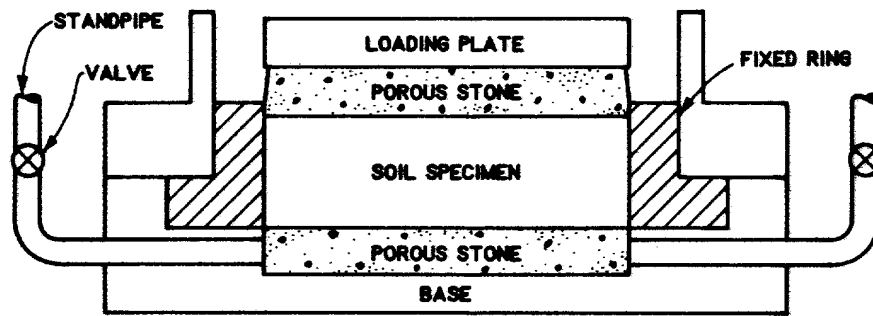 STANDPIPE
LOADING PLATE
VALVE
FIXED RING
POROUS STONE
SOIL SPECIMEN
POROUS STONE
BASE